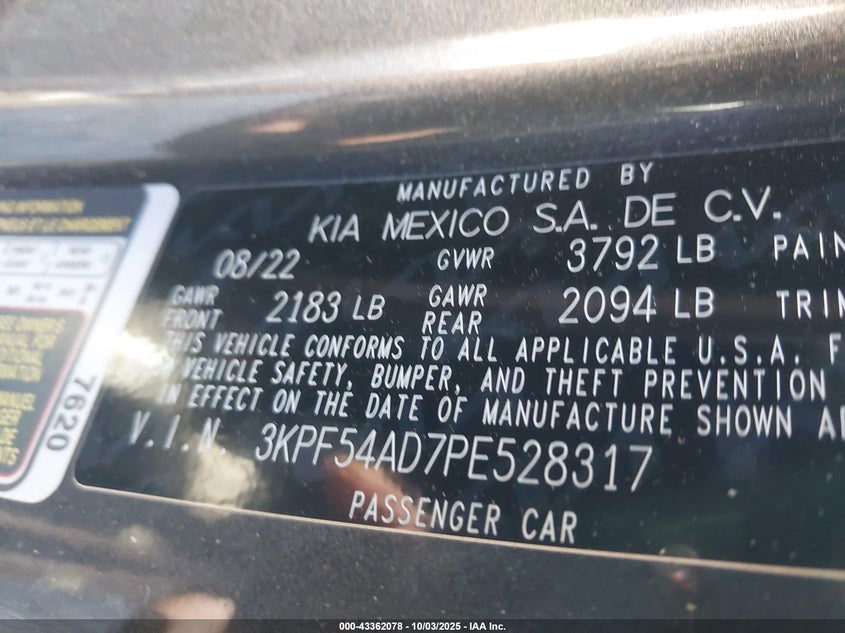 MANUFACTURED BY
KIA MEXICO S.A. DE C.V.
08/22 GVWR 3792 LB PAIN
GAWR FRONT 2183 LB GAWR REAR 2094 LB TRIM
THIS VEHICLE CONFORMS TO ALL APPLICABLE U.S.A. F
VEHICLE SAFETY, BUMPER, AND THEFT PREVENTION
IN EFFECT ON THE DATE OF MANUFACTURE SHOWN A
V.I.N. 3KPF54AD7PE528317
PASSENGER CAR
7620
000-43362078 - 10/03/2025 - IAA Inc.